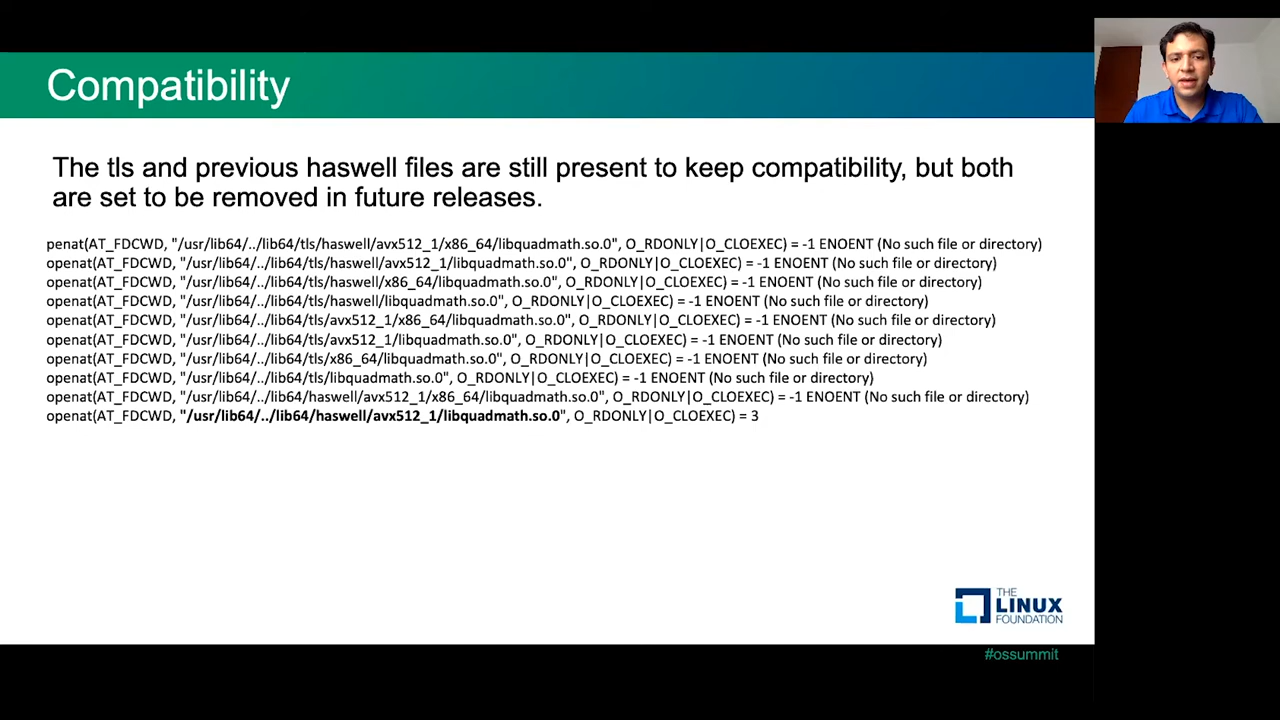 Compatibility
The tls and previous haswell files are still present to keep compatibility, but both
are set to be removed in future releases.
penat(AT_FDCWD, "/usr/lib64/../lib64/tls/haswell/avx512_1/x86_64/libquadmath.so.0", O_RDONLY|O_CLOEXEC) = -1 ENOENT (No such file or directory)
openat(AT_FDCWD, "/usr/lib64/../lib64/tls/haswell/avx512_1/libquadmath.so.0", O_RDONLY|O_CLOEXEC) = -1 ENOENT (No such file or directory)
openat(AT_FDCWD, "/usr/lib64/../lib64/tls/haswell/x86_64/libquadmath.so.0", O_RDONLY|O_CLOEXEC) = -1 ENOENT (No such file or directory)
openat(AT_FDCWD, "/usr/lib64/../lib64/tls/haswell/libquadmath.so.0", O_RDONLY|O_CLOEXEC) = -1 ENOENT (No such file or directory)
openat(AT_FDCWD, "/usr/lib64/../lib64/tls/avx512_1/x86_64/libquadmath.so.0", O_RDONLY|O_CLOEXEC) = -1 ENOENT (No such file or directory)
openat(AT_FDCWD, "/usr/lib64/../lib64/tls/avx512_1/libquadmath.so.0", O_RDONLY|O_CLOEXEC) = -1 ENOENT (No such file or directory)
openat(AT_FDCWD, "/usr/lib64/../lib64/tls/x86_64/libquadmath.so.0", O_RDONLY|O_CLOEXEC) = -1 ENOENT (No such file or directory)
openat(AT_FDCWD, "/usr/lib64/../lib64/tls/libquadmath.so.0", O_RDONLY|O_CLOEXEC) = -1 ENOENT (No such file or directory)
openat(AT_FDCWD, "/usr/lib64/../lib64/haswell/avx512_1/x86_64/libquadmath.so.0", O_RDONLY|O_CLOEXEC) = -1 ENOENT (No such file or directory)
openat(AT_FDCWD, "/usr/lib64/../lib64/haswell/avx512_1/libquadmath.so.0", O_RDONLY|O_CLOEXEC) = 3
THE
LINUX
FOUNDATION
#ossummit